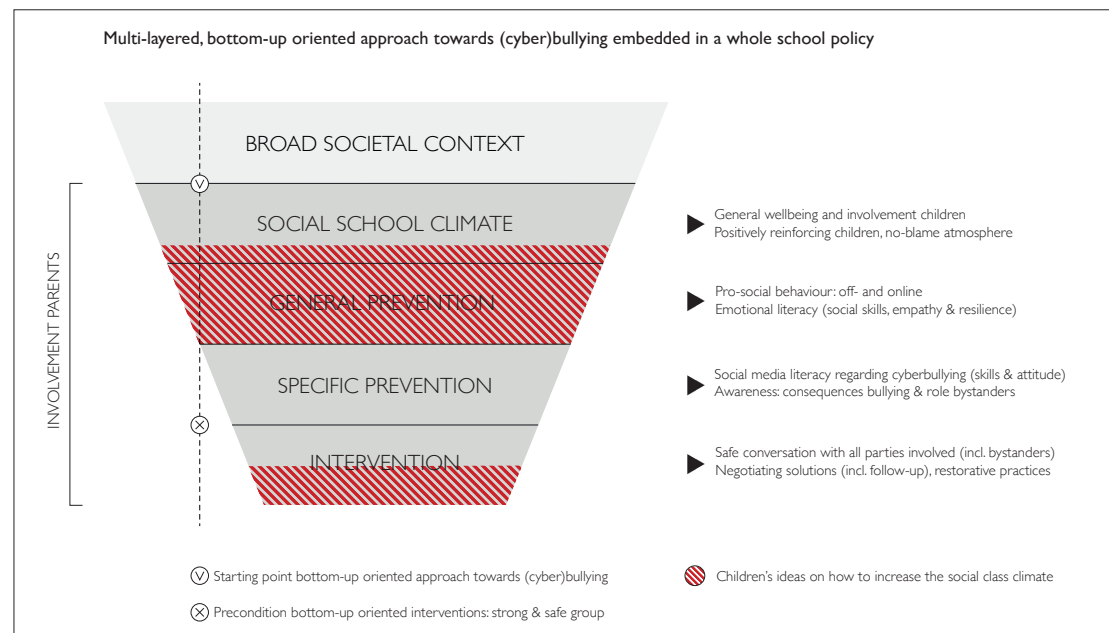 Multi-layered, bottom-up oriented approach towards (cyber)bullying embedded in a whole school policy
BROAD SOCIETAL CONTEXT
V
SOCIAL SCHOOL CLIMATE
General wellbeing and involvement children
Positively reinforcing children, no-blame atmosphere
INVOLVEMENT PARENTS
GENERAL PREVENTION
Pro-social behaviour: off- and online
Emotional literacy (social skills, empathy & resilience)
SPECIFIC PREVENTION
Social media literacy regarding cyberbullying (skills & attitude)
Awareness: consequences bullying & role bystanders
X
INTERVENTION
Safe conversation with all parties involved (incl. bystanders)
Negotiating solutions (incl. follow-up), restorative practices
V Starting point bottom-up oriented approach towards (cyber)bullying
Children's ideas on how to increase the social class climate
X Precondition bottom-up oriented interventions: strong & safe group